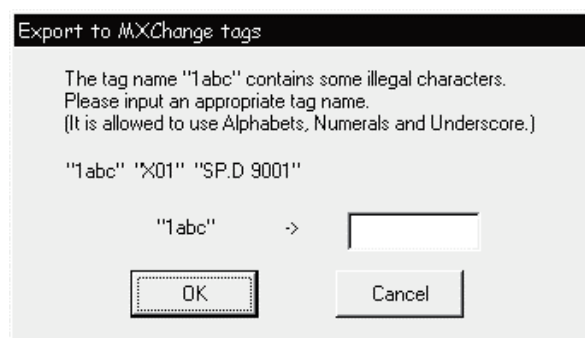 Export to MXChange tags
The tag name "1abc" contains some illegal characters.
Please input an appropriate tag name.
(It is allowed to use Alphabets, Numerals and Underscore.)
"1abc" "X01" "SP.D 9001"
"1abc" ->
OK Cancel